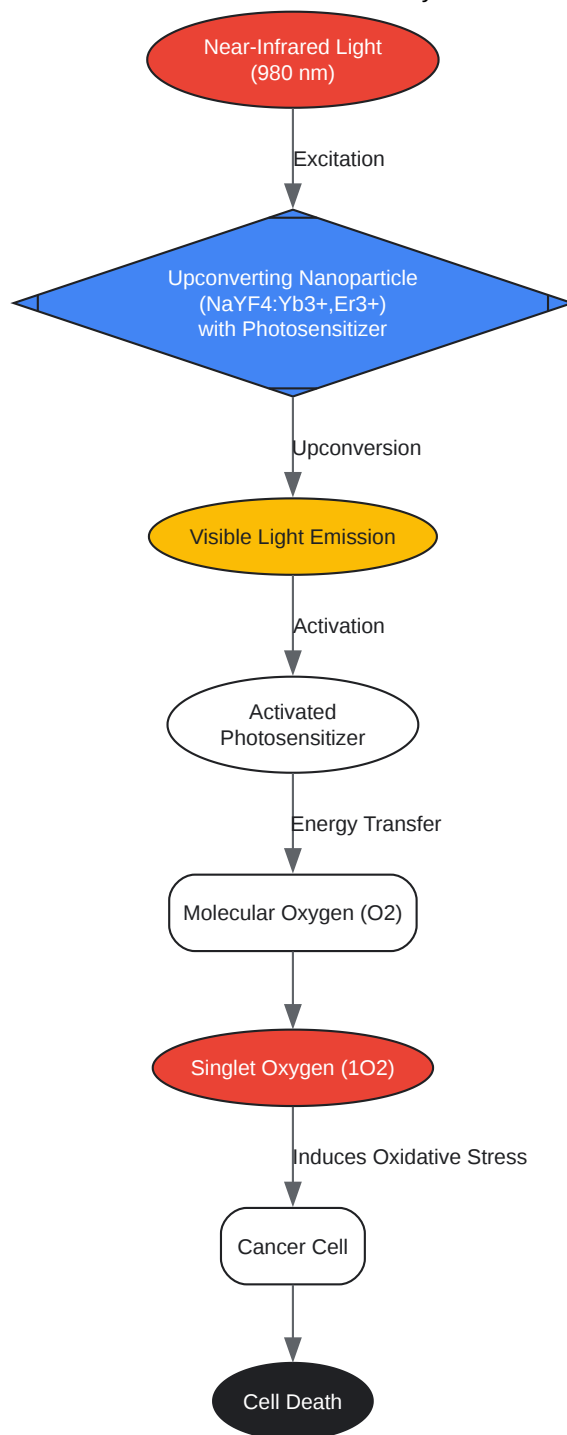 Near-Infrared Light
(980 nm)
Excitation
Upconverting Nanoparticle
(NaYF4:Yb3+,Er3+)
with Photosensitizer
Upconversion
Visible Light Emission
Activation
Activated
Photosensitizer
Energy Transfer
Molecular Oxygen (O2)
Singlet Oxygen (1O2)
Induces Oxidative Stress
Cancer Cell
Cell Death